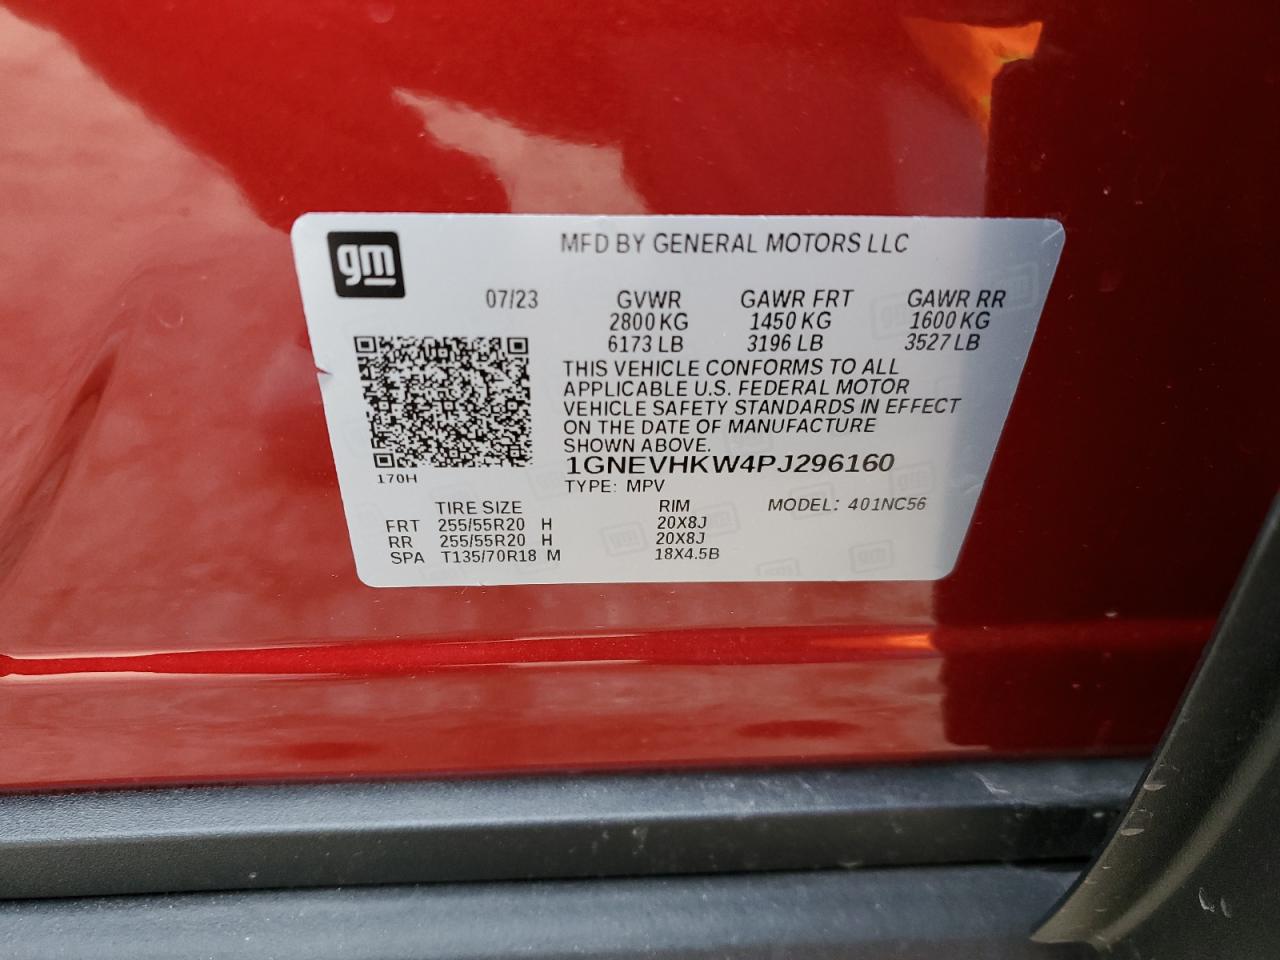 gm
MFD BY GENERAL MOTORS LLC
07/23 GVWR GAWR FRT GAWR RR
2800 KG 1450 KG 1600 KG
6173 LB 3196 LB 3527 LB
THIS VEHICLE CONFORMS TO ALL
APPLICABLE U.S. FEDERAL MOTOR
VEHICLE SAFETY STANDARDS IN EFFECT
ON THE DATE OF MANUFACTURE
SHOWN ABOVE.
1GNEVHKW4PJ296160
170H
TYPE: MPV
TIRE SIZE RIM MODEL: 401NC56
FRT 255/55R20 H 20X8J
RR 255/55R20 H 20X8J
SPA T135/70R18 M 18X4.5B